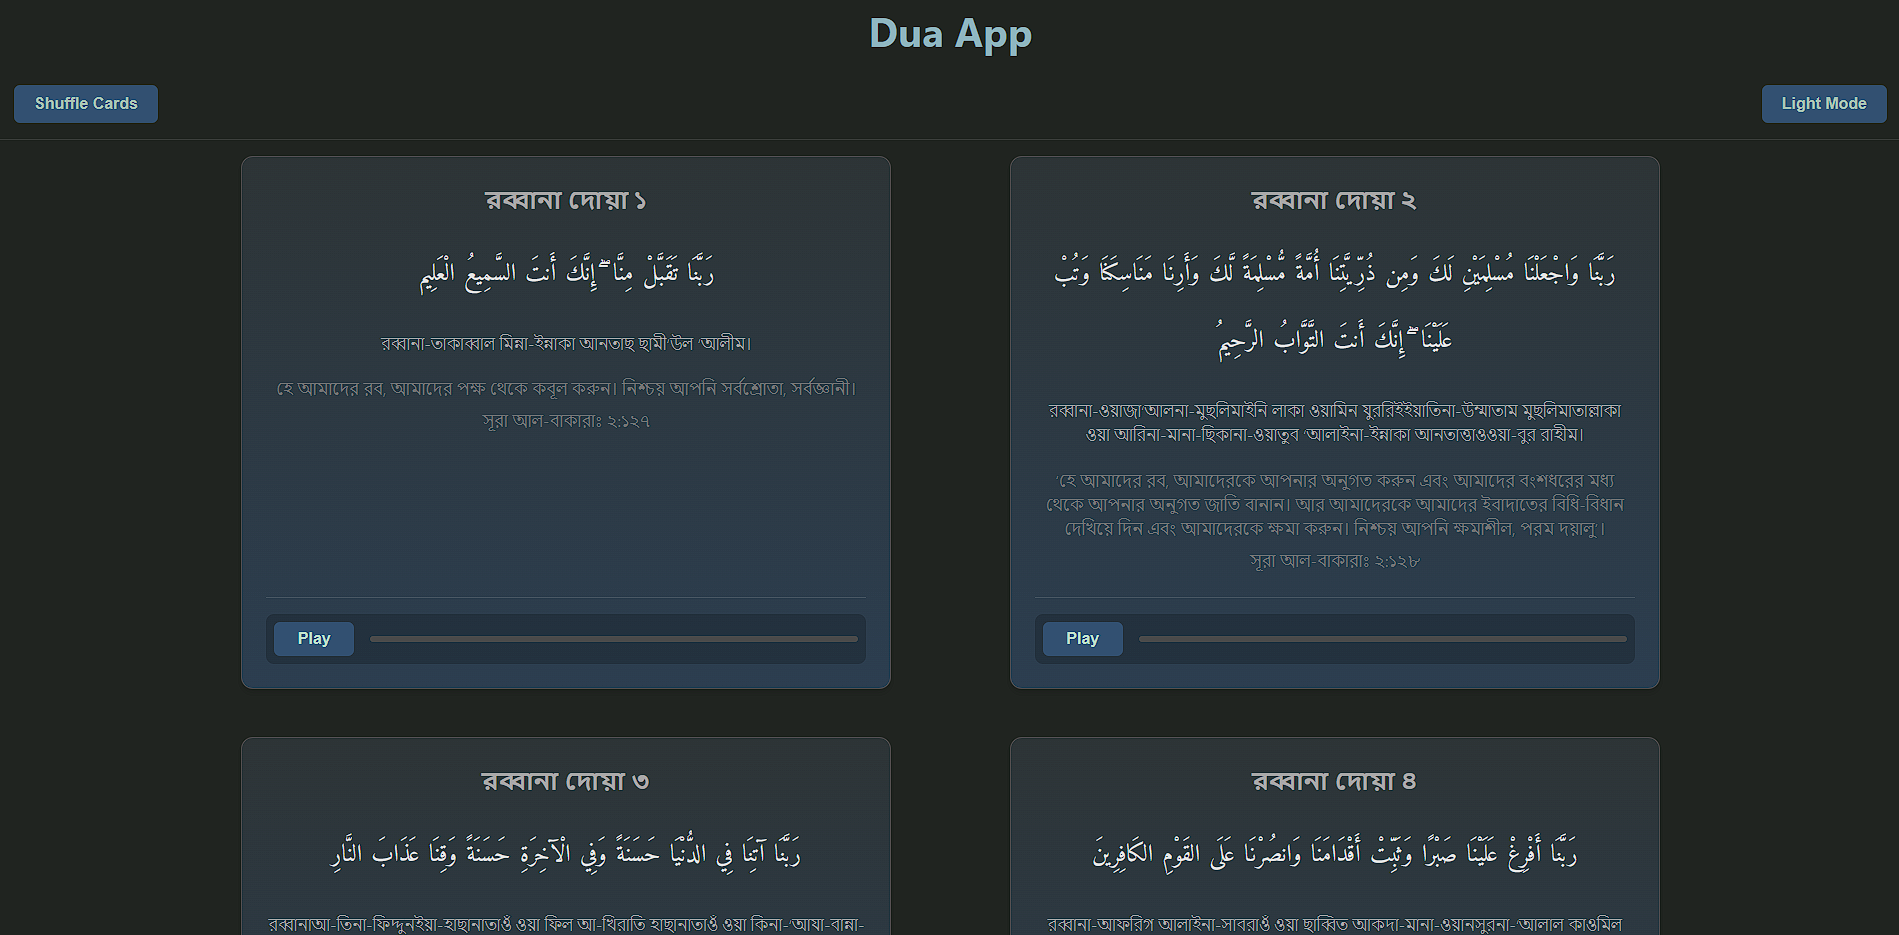 Dua App
Shuffle Cards
Light Mode
রব্বানা দোয়া ১
رَبَّنَا تَقَبَّلْ مِنَّا ۖ إِنَّكَ أَنتَ السَّمِيعُ الْعَلِيم
রব্বানা-তাকাব্বাল মিন্না-ইন্নাকা আনতাছ ছামী'উল 'আলীম।
হে আমাদের রব, আমাদের পক্ষ থেকে কবূল করুন। নিশ্চয় আপনি সর্বশ্রোতা, সর্বজ্ঞানী।
সূরা আল-বাকারাঃ ২:১২৭
Play
রব্বানা দোয়া ২
رَبَّنَا وَاجْعَلْنَا مُسْلِمَيْنِ لَكَ وَمِن ذُرِّيَّتِنَا أُمَّةً مُّسْلِمَةً لَّكَ وَأَرِنَا مَنَاسِكَنَا وَتُبْ
عَلَيْنَا ۖ إِنَّكَ أَنتَ التَّوَّابُ الرَّحِيمُ
রব্বানা-ওয়াজ্বা'আলনা-মুছলিমাইনি লাকা ওয়ামিন যুররিইইয়াতিনা-উম্মাতাম মুছলিমাতাল্লাকা
ওয়া আরিনা-মানা-ছিকানা-ওয়াতুব 'আলাইনা-ইন্নাকা আনতাত্তাওওয়া-বুর রাহীম।
'হে আমাদের রব, আমাদেরকে আপনার অনুগত করুন এবং আমাদের বংশধরের মধ্য
থেকে আপনার অনুগত জাতি বানান। আর আমাদেরকে আমাদের ইবাদাতের বিধি-বিধান
দেখিয়ে দিন এবং আমাদেরকে ক্ষমা করুন। নিশ্চয় আপনি ক্ষমাশীল, পরম দয়ালু'।
সূরা আল-বাকারাঃ ২:১২৮
Play
রব্বানা দোয়া ৩
رَبَّنَا آتِنَا فِي الدُّنْيَا حَسَنَةً وَفِي الْآخِرَةِ حَسَنَةً وَقِنَا عَذَابَ النَّارِ
রব্বানাআ-তিনা-ফিদ্দুনইয়া-হাছানাতাওঁ ওয়া ফিল আ-খিরাতি হাছানাতাওঁ ওয়া কিনা-'আযা-বান্না-
রব্বানা দোয়া ৪
رَبَّنَا أَفْرِغْ عَلَيْنَا صَبْرًا وَثَبِّتْ أَقْدَامَنَا وَانصُرْنَا عَلَى القَوْمِ الكَافِرِينَ
রব্বানা-আফরিগ আলাইনা-সাবরাওঁ ওয়া ছাব্বিত আকদা-মানা-ওয়ানসুরনা-'আলাল কাওমিল